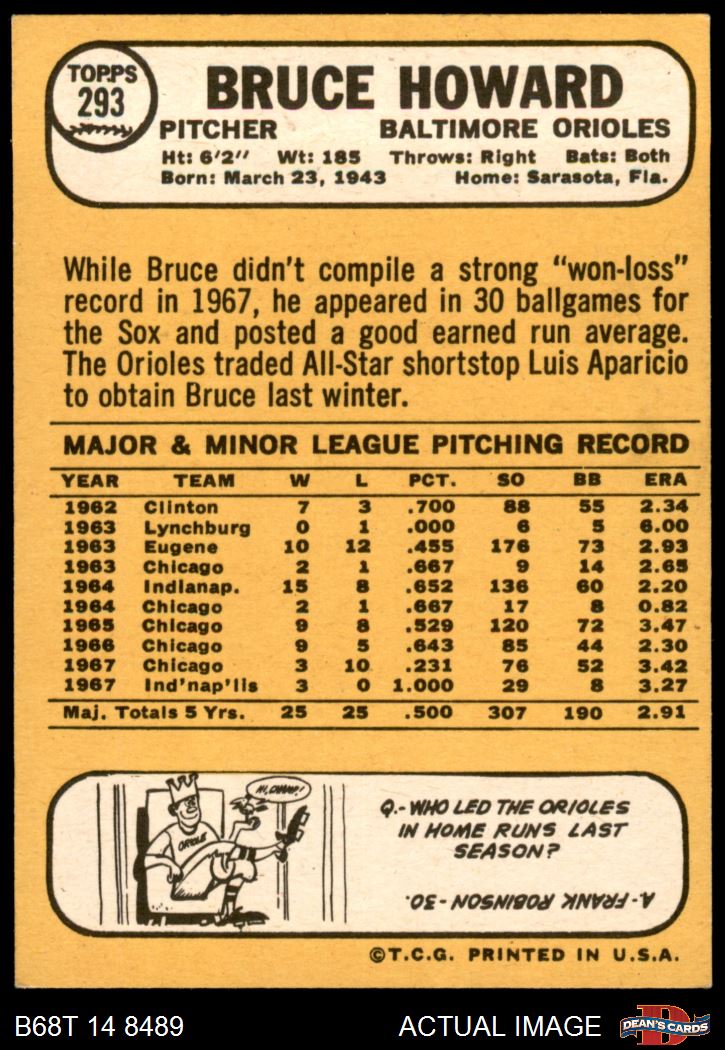 TOPPS
293
BRUCE HOWARD
PITCHER BALTIMORE ORIOLES
Ht: 6'2" Wt: 185 Throws: Right Bats: Both
Born: March 23, 1943 Home: Sarasota, Fla.
While Bruce didn't compile a strong "won-loss"
record in 1967, he appeared in 30 ballgames for
the Sox and posted a good earned run average.
The Orioles traded All-Star shortstop Luis Aparicio
to obtain Bruce last winter.
MAJOR & MINOR LEAGUE PITCHING RECORD
YEAR TEAM W L PCT. SO BB ERA
1962 Clinton 7 3 .700 88 55 2.34
1963 Lynchburg 0 1 .000 6 5 6.00
1963 Eugene 10 12 .455 176 73 2.93
1963 Chicago 2 1 .667 9 14 2.65
1964 Indianap. 15 8 .652 136 60 2.20
1964 Chicago 2 1 .667 17 8 0.82
1965 Chicago 9 8 .529 120 72 3.47
1966 Chicago 9 5 .643 85 44 2.30
1967 Chicago 3 10 .231 76 52 3.42
1967 Ind'nap'lis 3 0 1.000 29 8 3.27
Maj. Totals 5 Yrs. 25 25 .500 307 190 2.91
HI, CHAMP!
ORIOLE
Q.-WHO LED THE ORIOLES
IN HOME RUNS LAST
SEASON?
A. FRANK ROBINSON - 30.
©T.C.G. PRINTED IN U.S.A.
B68T 14 8489 ACTUAL IMAGE
D
DEAN'S CARDS